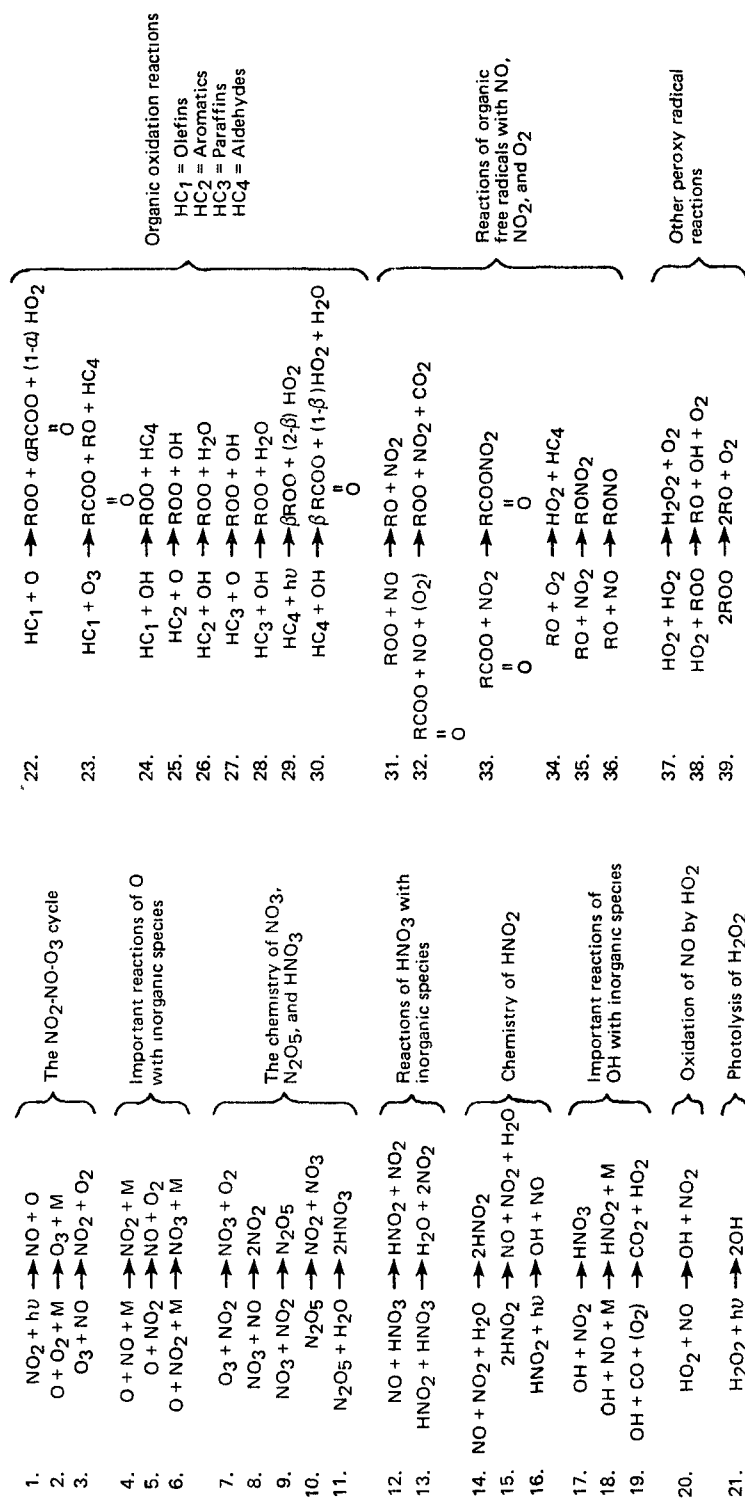 1. NO2 + hν → NO + O
2. O + O2 + M → O3 + M
3. O3 + NO → NO2 + O2
The NO2-NO-O3 cycle
4. O + NO + M → NO2 + M
5. O + NO2 → NO + O2
6. O + NO2 + M → NO3 + M
Important reactions of O
with inorganic species
7. O3 + NO2 → NO3 + O2
8. NO3 + NO → 2NO2
9. NO3 + NO2 → N2O5
10. N2O5 → NO2 + NO3
11. N2O5 + H2O → 2HNO3
The chemistry of NO3,
N2O5, and HNO3
12. NO + HNO3 → HNO2 + NO2
13. HNO2 + HNO3 → H2O + 2NO2
Reactions of HNO3 with
inorganic species
14. NO + NO2 + H2O → 2HNO2
15. 2HNO2 → NO + NO2 + H2O
16. HNO2 + hν → OH + NO
Chemistry of HNO2
17. OH + NO2 → HNO3
18. OH + NO + M → HNO2 + M
19. OH + CO + (O2) → CO2 + HO2
Important reactions of
OH with inorganic species
20. HO2 + NO → OH + NO2
Oxidation of NO by HO2
21. H2O2 + hν → 2OH
Photolysis of H2O2
22. HC1 + O → ROO + αRCOO + (1-α) HO2
=
O
23. HC1 + O3 → RCOO + RO + HC4
=
O
24. HC1 + OH → ROO + HC4
25. HC2 + O → ROO + OH
26. HC2 + OH → ROO + H2O
27. HC3 + O → ROO + OH
28. HC3 + OH → ROO + H2O
29. HC4 + hν → βROO + (2-β) HO2
30. HC4 + OH → β RCOO + (1-β )HO2 + H2O
=
O
Organic oxidation reactions
HC1 = Olefins
HC2 = Aromatics
HC3 = Paraffins
HC4 = Aldehydes
31. ROO + NO → RO + NO2
32. RCOO + NO + (O2) → ROO + NO2 + CO2
=
O
33. RCOO + NO2 → RCOONO2
= =
O O
34. RO + O2 → HO2 + HC4
35. RO + NO2 → RONO2
36. RO + NO → RONO
Reactions of organic
free radicals with NO,
NO2, and O2
37. HO2 + HO2 → H2O2 + O2
38. HO2 + ROO → RO + OH + O2
39. 2ROO → 2RO + O2
Other peroxy radical
reactions